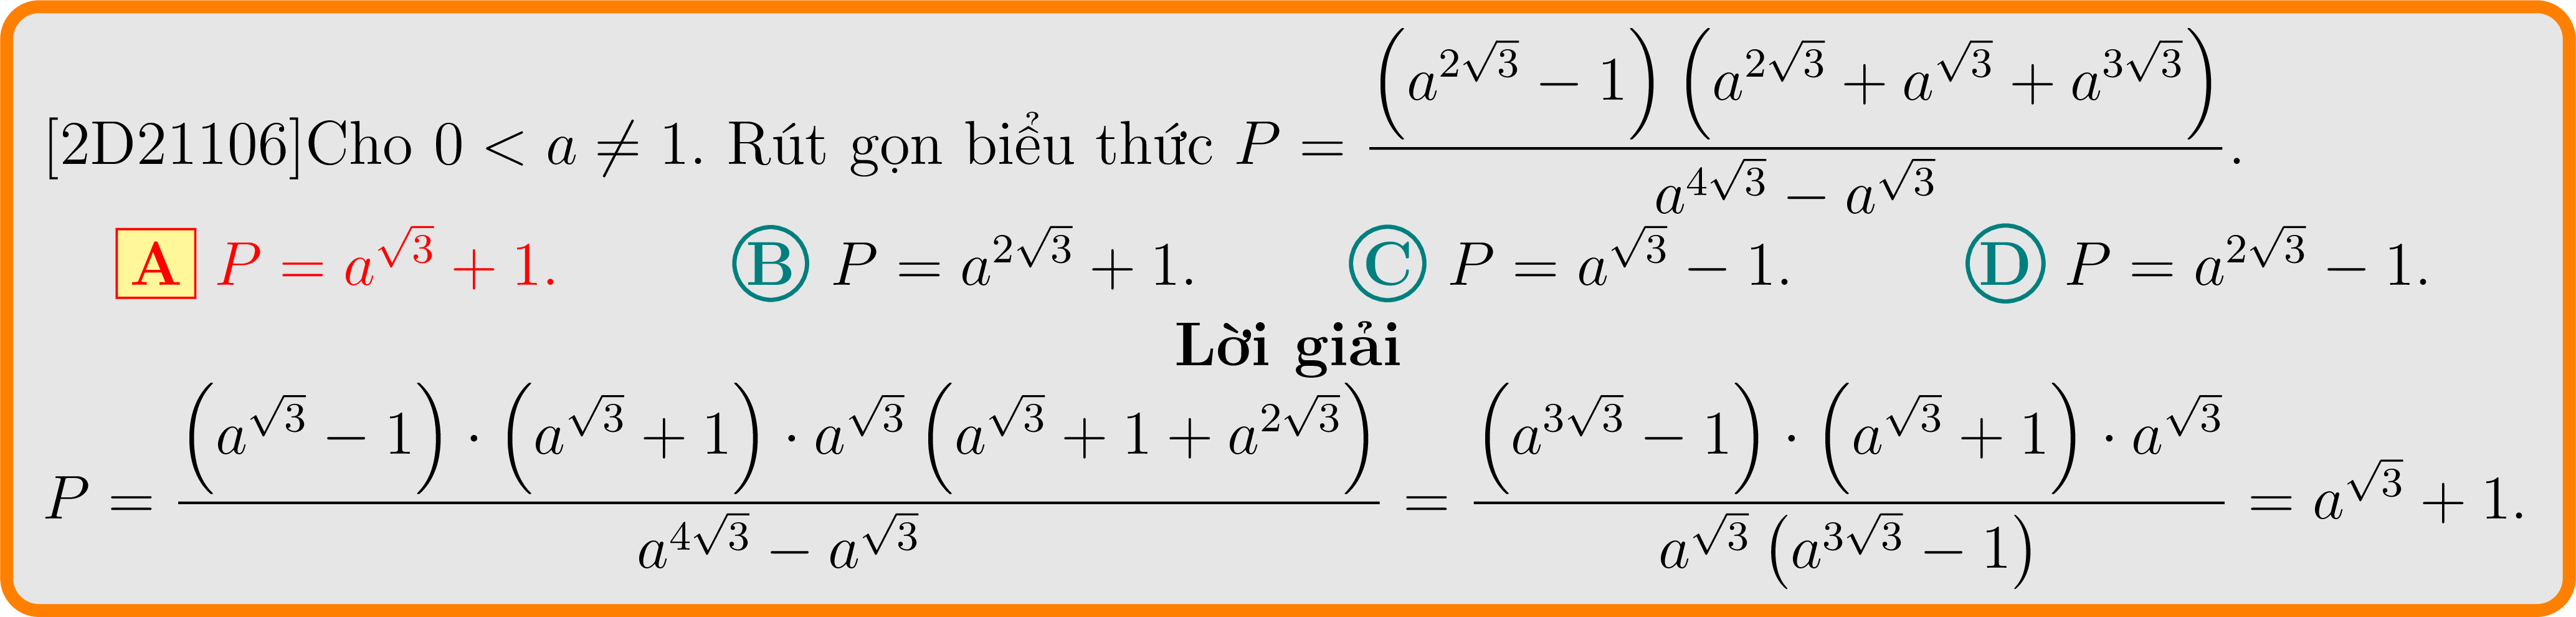 [2D21106]Cho $0 < a \neq 1$. Rút gọn biểu thức $P = \dfrac{\left(a^{2\sqrt{3}} - 1\right)\left(a^{2\sqrt{3}} + a^{\sqrt{3}} + a^{3\sqrt{3}}\right)}{a^{4\sqrt{3}} - a^{\sqrt{3}}}$.
A $P = a^{\sqrt{3}} + 1$. B $P = a^{2\sqrt{3}} + 1$. C $P = a^{\sqrt{3}} - 1$. D $P = a^{2\sqrt{3}} - 1$.
Lời giải
$P = \dfrac{\left(a^{\sqrt{3}} - 1\right) \cdot \left(a^{\sqrt{3}} + 1\right) \cdot a^{\sqrt{3}}\left(a^{\sqrt{3}} + 1 + a^{2\sqrt{3}}\right)}{a^{4\sqrt{3}} - a^{\sqrt{3}}} = \dfrac{\left(a^{3\sqrt{3}} - 1\right) \cdot \left(a^{\sqrt{3}} + 1\right) \cdot a^{\sqrt{3}}}{a^{\sqrt{3}}\left(a^{3\sqrt{3}} - 1\right)} = a^{\sqrt{3}} + 1$.